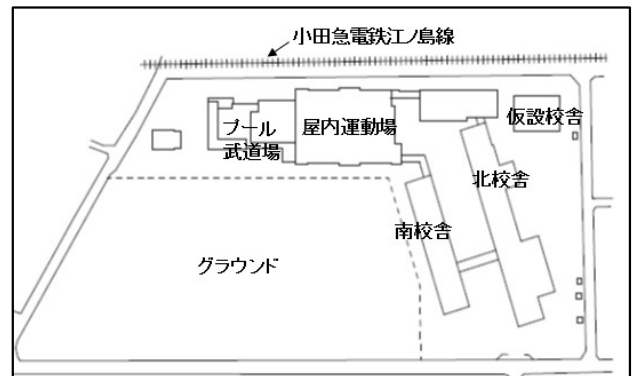 小田急電鉄江ノ島線
プール
武道場
屋内運動場
仮設校舎
北校舎
南校舎
グラウンド